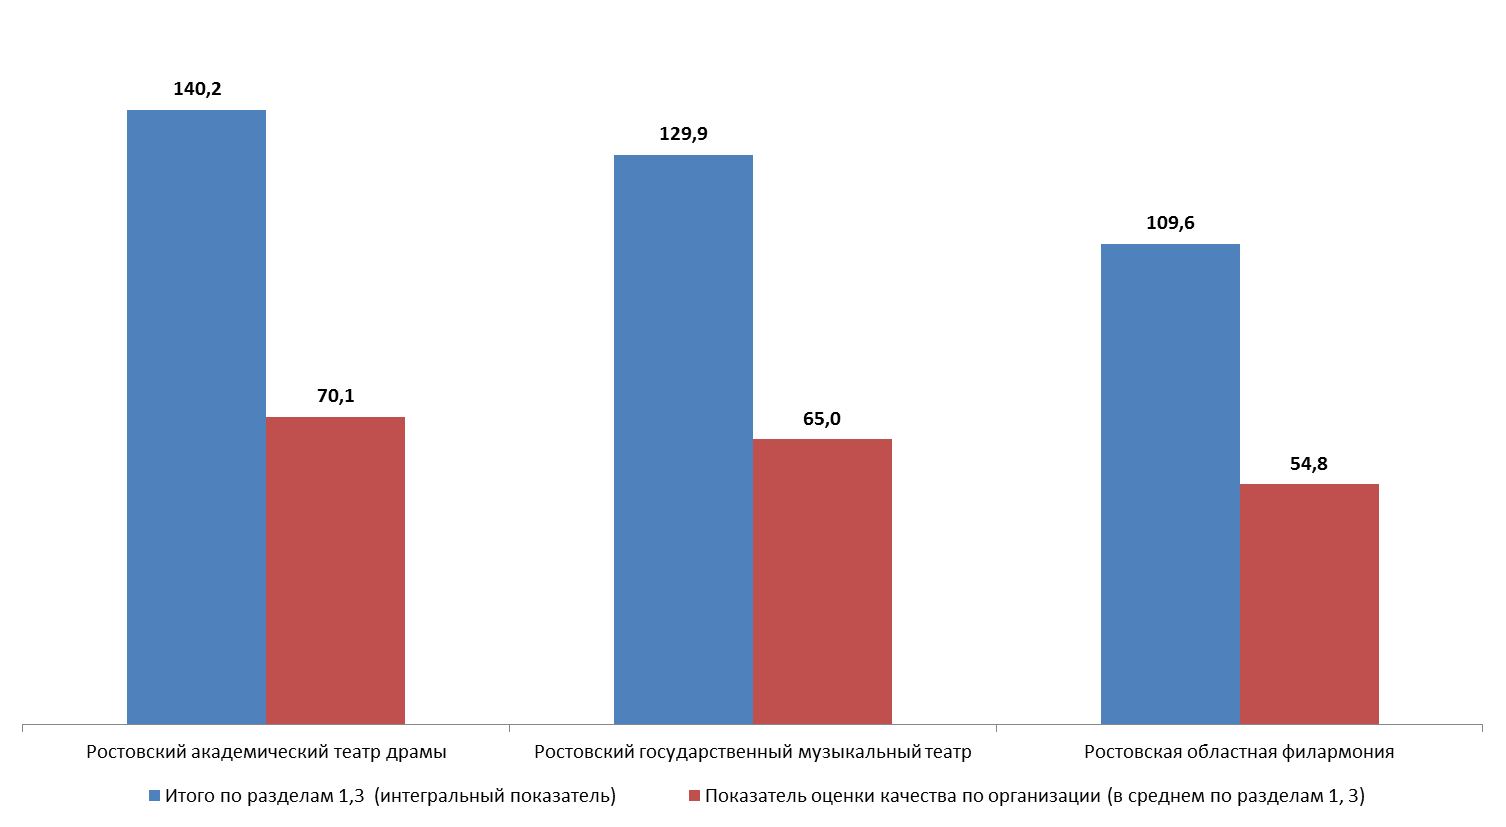 140,2
129,9
109,6
70,1
65,0
54,8
Ростовский академический театр драмы
Ростовский государственный музыкальный театр
Ростовская областная филармония
Итого по разделам 1,3 (интегральный показатель)
Показатель оценки качества по организации (в среднем по разделам 1, 3)